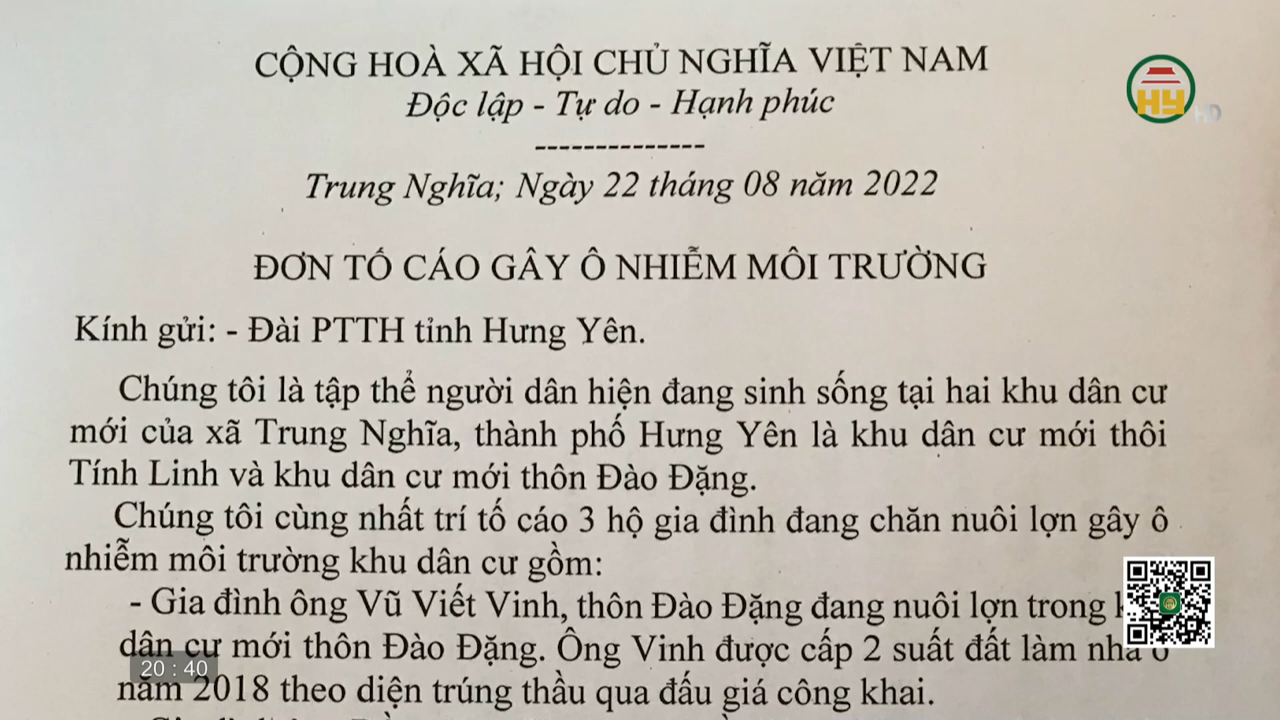 CỘNG HOÀ XÃ HỘI CHỦ NGHĨA VIỆT NAM
Độc lập - Tự do - Hạnh phúc
--------------
HY HD
Trung Nghĩa; Ngày 22 tháng 08 năm 2022
ĐƠN TỐ CÁO GÂY Ô NHIỄM MÔI TRƯỜNG
Kính gửi: - Đài PTTH tỉnh Hưng Yên.
Chúng tôi là tập thể người dân hiện đang sinh sống tại hai khu dân cư
mới của xã Trung Nghĩa, thành phố Hưng Yên là khu dân cư mới thôi
Tính Linh và khu dân cư mới thôn Đào Đặng.
Chúng tôi cùng nhất trí tố cáo 3 hộ gia đình đang chăn nuôi lợn gây ô
nhiễm môi trường khu dân cư gồm:
- Gia đình ông Vũ Viết Vinh, thôn Đào Đặng đang nuôi lợn trong
dân cư mới thôn Đào Đặng. Ông Vinh được cấp 2 suất đất làm nhà ở
20 : 40
năm 2018 theo diện trúng thầu qua đấu giá công khai.